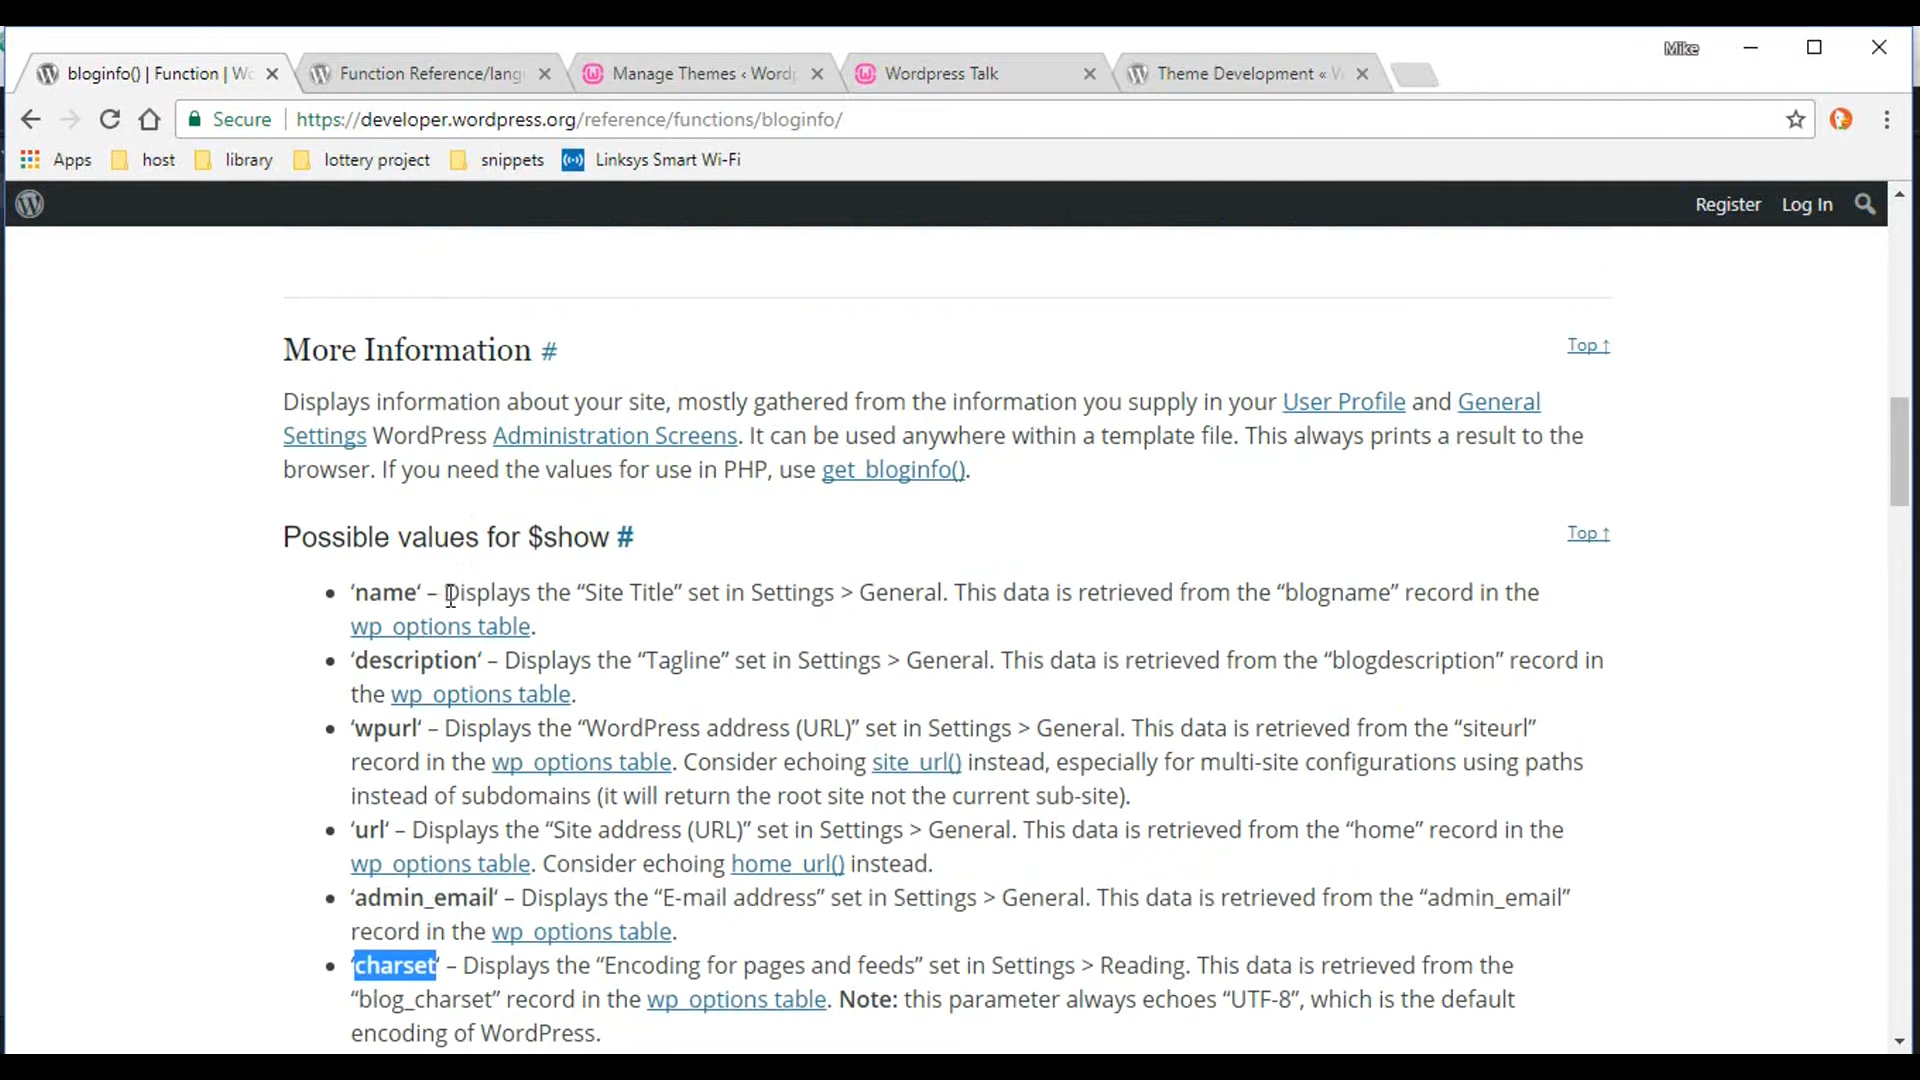 Mike
bloginfo() | Function | Wo
Function Reference/lang
Manage Themes ‹ Wordp
Wordpress Talk
Theme Development « W
Secure
https://developer.wordpress.org/reference/functions/bloginfo/
Apps
host
library
lottery project
snippets
Linksys Smart Wi-Fi
Register
Log In
More Information #
Top ↑
Displays information about your site, mostly gathered from the information you supply in your User Profile and General
Settings WordPress Administration Screens. It can be used anywhere within a template file. This always prints a result to the
browser. If you need the values for use in PHP, use get_bloginfo().
Possible values for $show #
Top ↑
• ‘name‘ – Displays the “Site Title” set in Settings > General. This data is retrieved from the “blogname” record in the
wp_options table.
• ‘description‘ – Displays the “Tagline” set in Settings > General. This data is retrieved from the “blogdescription” record in
the wp_options table.
• ‘wpurl‘ – Displays the “WordPress address (URL)” set in Settings > General. This data is retrieved from the “siteurl”
record in the wp_options table. Consider echoing site_url() instead, especially for multi-site configurations using paths
instead of subdomains (it will return the root site not the current sub-site).
• ‘url‘ – Displays the “Site address (URL)” set in Settings > General. This data is retrieved from the “home” record in the
wp_options table. Consider echoing home_url() instead.
• ‘admin_email‘ – Displays the “E-mail address” set in Settings > General. This data is retrieved from the “admin_email”
record in the wp_options table.
• ‘charset‘ – Displays the “Encoding for pages and feeds” set in Settings > Reading. This data is retrieved from the
“blog_charset” record in the wp_options table. Note: this parameter always echoes “UTF-8”, which is the default
encoding of WordPress.